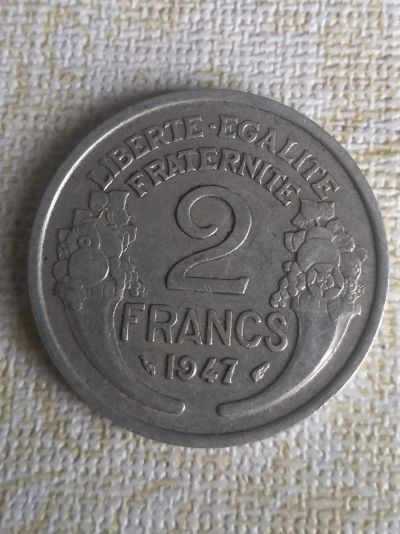 LIBERTE-EGALITE
FRATERNITE
2
FRANCS
1947